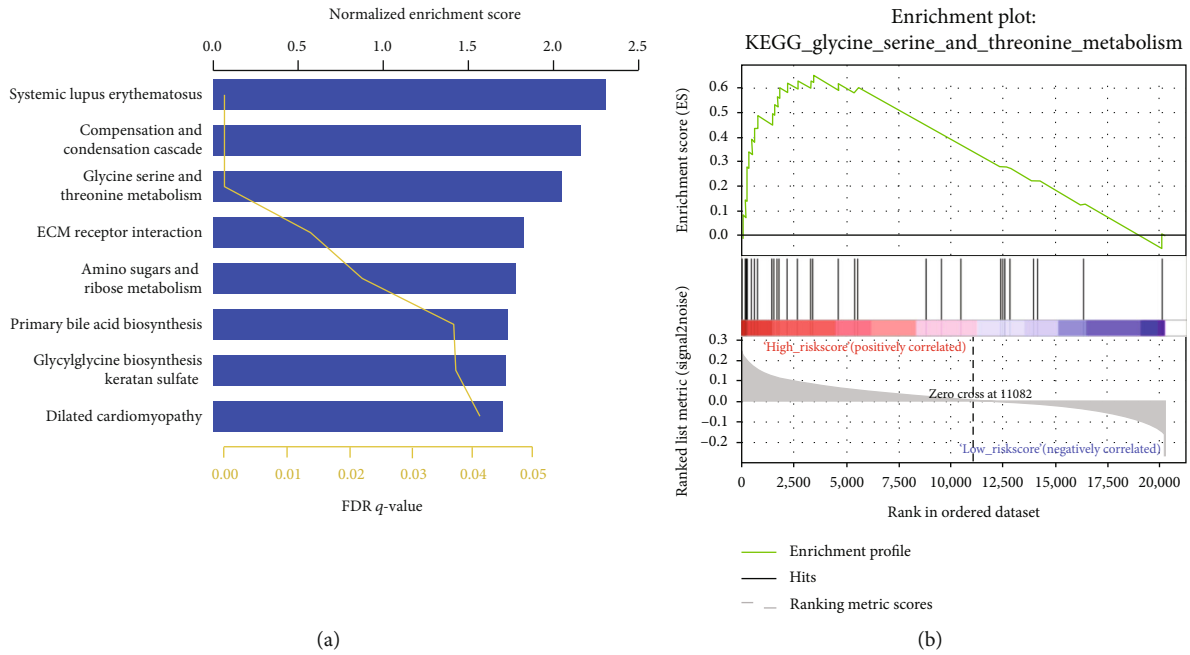 Normalized enrichment score
0.0 0.5 1.0 1.5 2.0 2.5
Systemic lupus erythematosus
Compensation and
condensation cascade
Glycine serine and
threonine metabolism
ECM receptor interaction
Amino sugars and
ribose metabolism
Primary bile acid biosynthesis
Glycylglycine biosynthesis
keratan sulfate
Dilated cardiomyopathy
0.00 0.01 0.02 0.03 0.04 0.05
FDR q-value
(a)
Enrichment plot:
KEGG_glycine_serine_and_threonine_metabolism
Enrichment score (ES)
0.6
0.5
0.4
0.3
0.2
0.1
0.0
Ranked list metric (signal2noise)
0.3
0.2
0.1
0.0
−0.1
−0.2
'High_riskscore' (positively correlated)
Zero cross at 11082
'Low_riskscore' (negatively correlated)
0 2,500 5,000 7,500 10,000 12,500 15,000 17,500 20,000
Rank in ordered dataset
Enrichment profile
Hits
Ranking metric scores
(b)